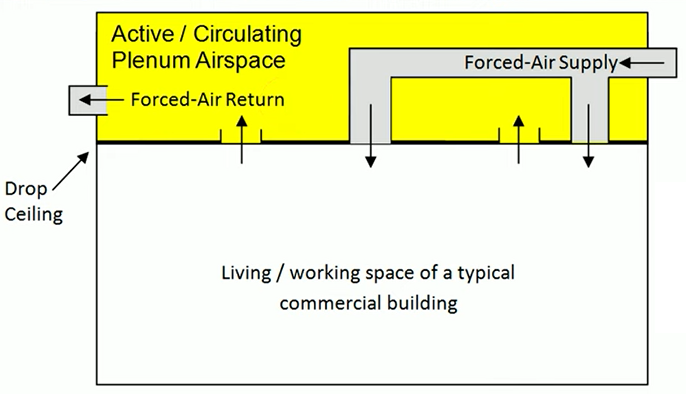 Active / Circulating
Plenum Airspace
Forced-Air Supply
Forced-Air Return
Drop
Ceiling
Living / working space of a typical
commercial building